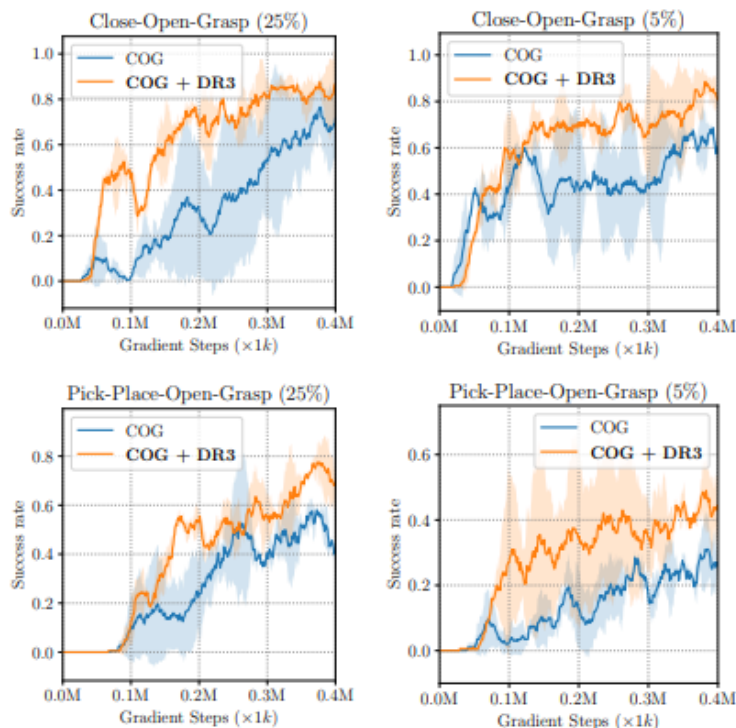 Close-Open-Grasp (25%)
COG
COG + DR3
Success rate
1.0
0.8
0.6
0.4
0.2
0.0
0.0M 0.1M 0.2M 0.3M 0.4M
Gradient Steps (×1k)
Close-Open-Grasp (5%)
COG
COG + DR3
Success rate
1.0
0.8
0.6
0.4
0.2
0.0
0.0M 0.1M 0.2M 0.3M 0.4M
Gradient Steps (×1k)
Pick-Place-Open-Grasp (25%)
COG
COG + DR3
Success rate
0.8
0.6
0.4
0.2
0.0
0.0M 0.1M 0.2M 0.3M 0.4M
Gradient Steps (×1k)
Pick-Place-Open-Grasp (5%)
COG
COG + DR3
Success rate
0.6
0.4
0.2
0.0
0.0M 0.1M 0.2M 0.3M 0.4M
Gradient Steps (×1k)